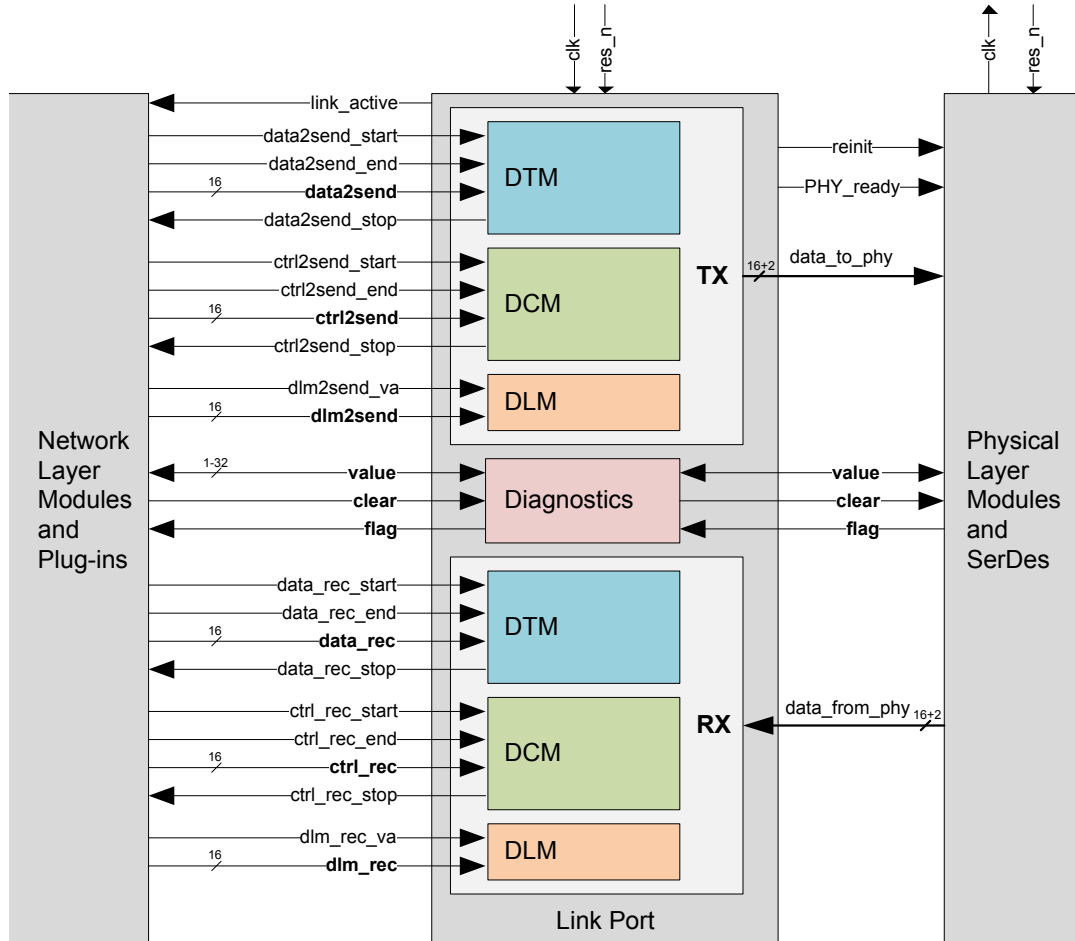 clk
res_n
clk
res_n
link_active
data2send_start
data2send_end
16
data2send
data2send_stop
DTM
ctrl2send_start
ctrl2send_end
16
ctrl2send
ctrl2send_stop
DCM
dlm2send_va
16
dlm2send
DLM
TX
reinit
PHY_ready
16+2
data_to_phy
Network
Layer
Modules
and
Plug-ins
1-32
value
clear
flag
Diagnostics
value
clear
flag
Physical
Layer
Modules
and
SerDes
data_rec_start
data_rec_end
16
data_rec
data_rec_stop
DTM
ctrl_rec_start
ctrl_rec_end
16
ctrl_rec
ctrl_rec_stop
DCM
dlm_rec_va
16
dlm_rec
DLM
RX
data_from_phy
16+2
Link Port